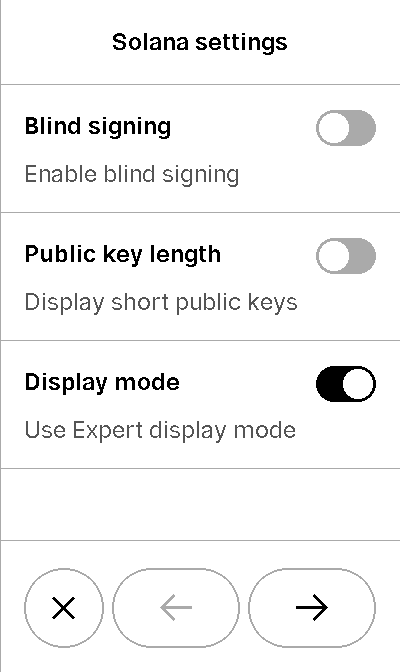 Solana settings
Blind signing
Enable blind signing
Public key length
Display short public keys
Display mode
Use Expert display mode